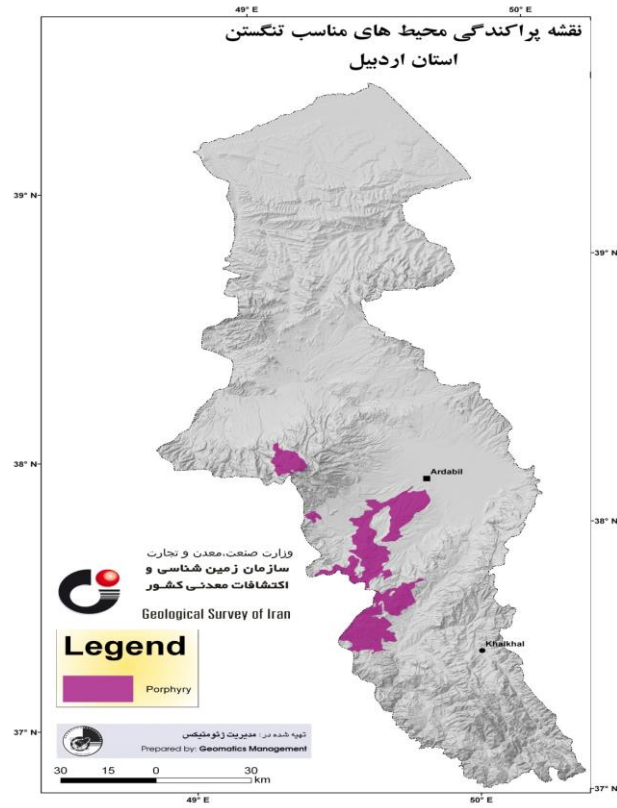 49° E 50° E
نقشه پراکندگی محیط های مناسب تنگستن
استان اردبیل
39° N
39° N
38° N
Ardabil
38° N
وزارت صنعت،معدن و تجارت
سازمان زمین شناسی و
اکتشافات معدنی کشور
Geological Survey of Iran
Legend
Porphyry
Khalkhal
37° N
تهیه شده در: مدیریت ژئومتیکس
Prepared by: Geomatics Management
37° N
30 15 0 30
km
49° E 50° E